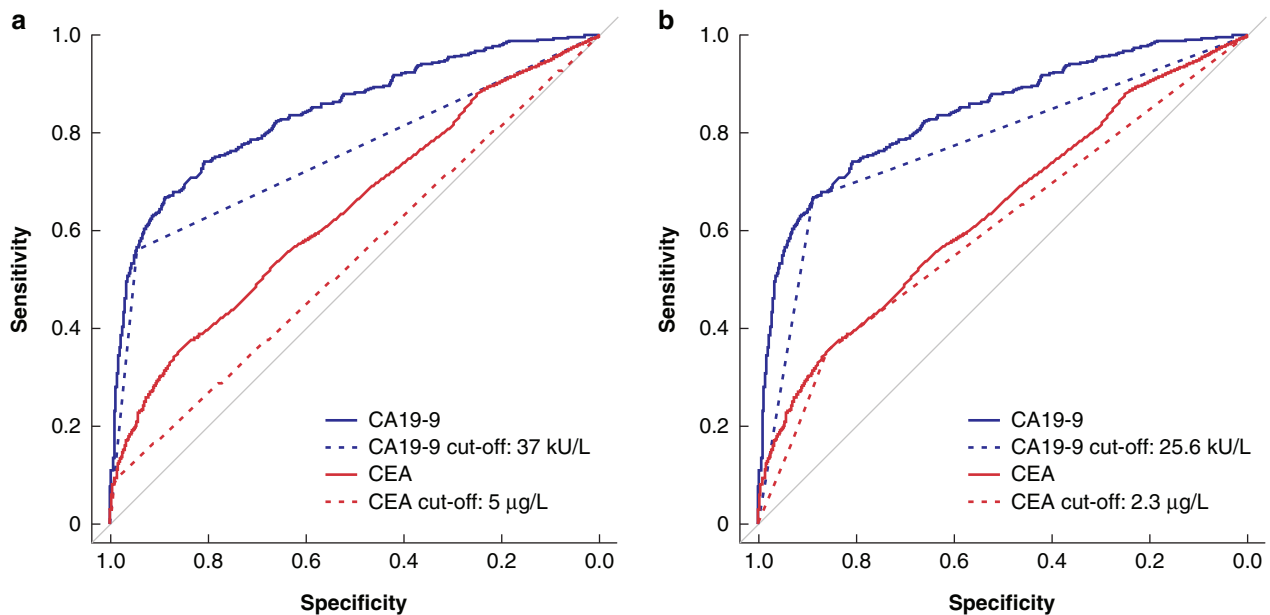 a
1.0
0.8
0.6
0.4
0.2
0
Sensitivity
CA19-9
CA19-9 cut-off: 37 kU/L
CEA
CEA cut-off: 5 μg/L
1.0 0.8 0.6 0.4 0.2 0.0
Specificity
b
1.0
0.8
0.6
0.4
0.2
0
Sensitivity
CA19-9
CA19-9 cut-off: 25.6 kU/L
CEA
CEA cut-off: 2.3 μg/L
1.0 0.8 0.6 0.4 0.2 0.0
Specificity